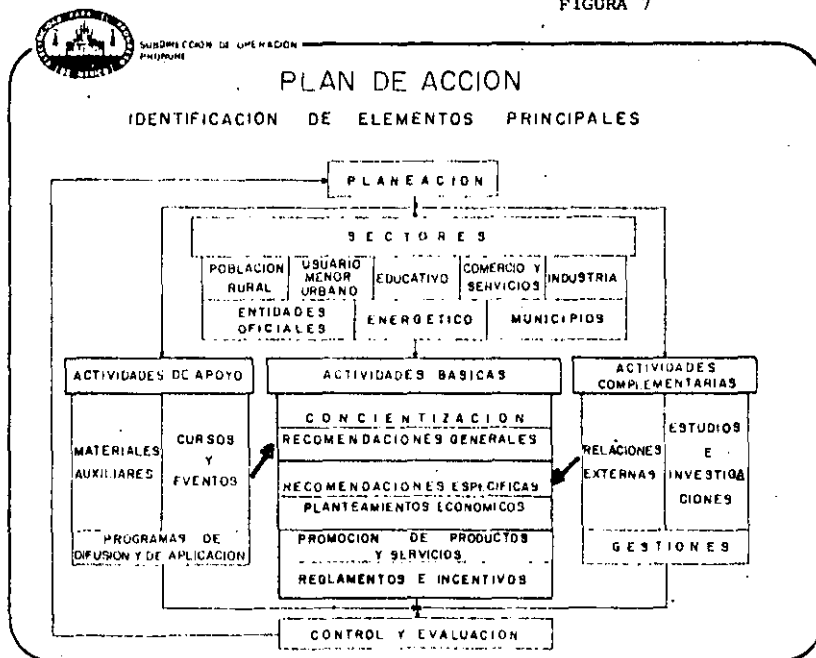 FIGURA 7
SUBDIRECCION DE OPERACION
PLAN DE ACCION
IDENTIFICACION DE ELEMENTOS PRINCIPALES
PLANEACION
SECTORES
POBLACION
RURAL
USUARIO
MENOR
URBANO
EDUCATIVO
COMERCIO Y
SERVICIOS
INDUSTRIA
ENTIDADES
OFICIALES
ENERGETICO
MUNICIPIOS
ACTIVIDADES DE APOYO
MATERIALES
AUXILIARES
CURSOS
Y
EVENTOS
PROGRAMAS DE
DIFUSION Y DE APLICACION
ACTIVIDADES BASICAS
CONCIENTIZACION
RECOMENDACIONES GENERALES
RECOMENDACIONES ESPECIFICAS
PLANTEAMIENTOS ECONOMICOS
PROMOCION DE PRODUCTOS
Y SERVICIOS
REGLAMENTOS E INCENTIVOS
ACTIVIDADES
COMPLEMENTARIAS
RELACIONES
EXTERNAS
ESTUDIOS
E
INVESTIGA
CIONES
GESTIONES
CONTROL Y EVALUACION